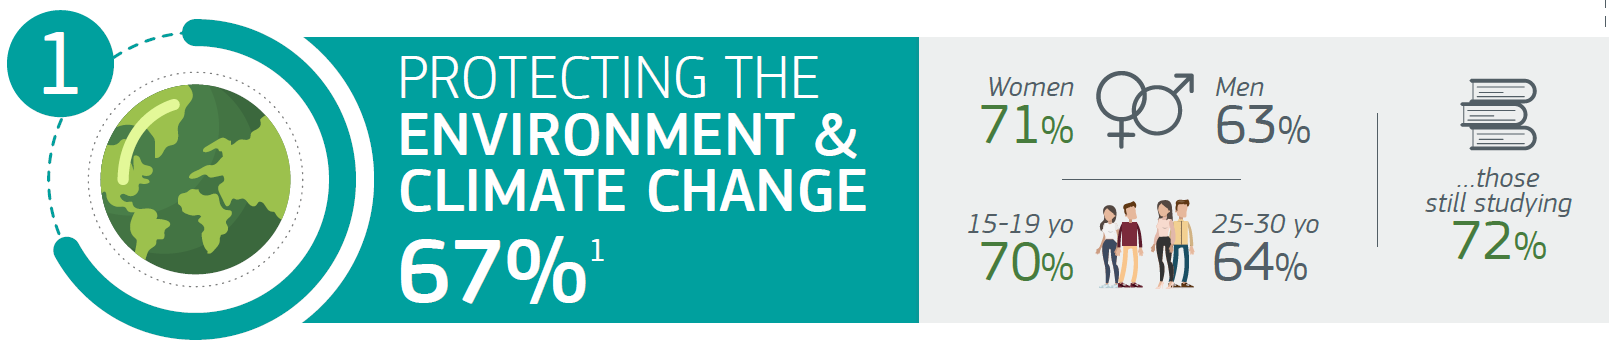 1
PROTECTING THE
ENVIRONMENT &
CLIMATE CHANGE
67%1
Women
71%
Men
63%
15-19 yo
70%
25-30 yo
64%
...those
still studying
72%